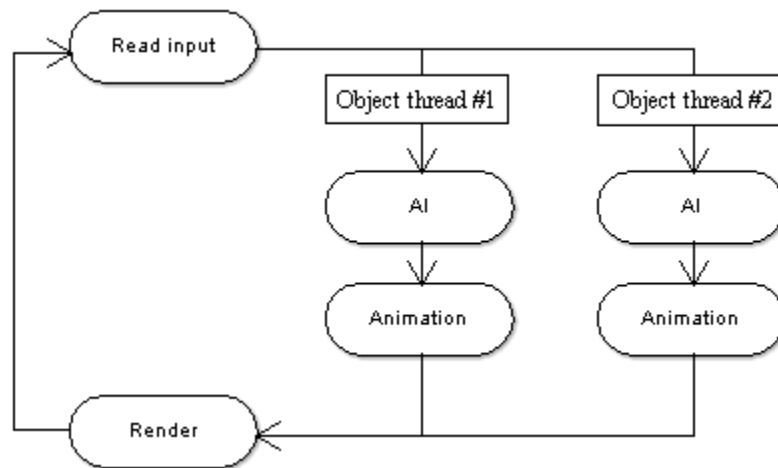 Read input
Object thread #1
Object thread #2
AI
AI
Animation
Animation
Render